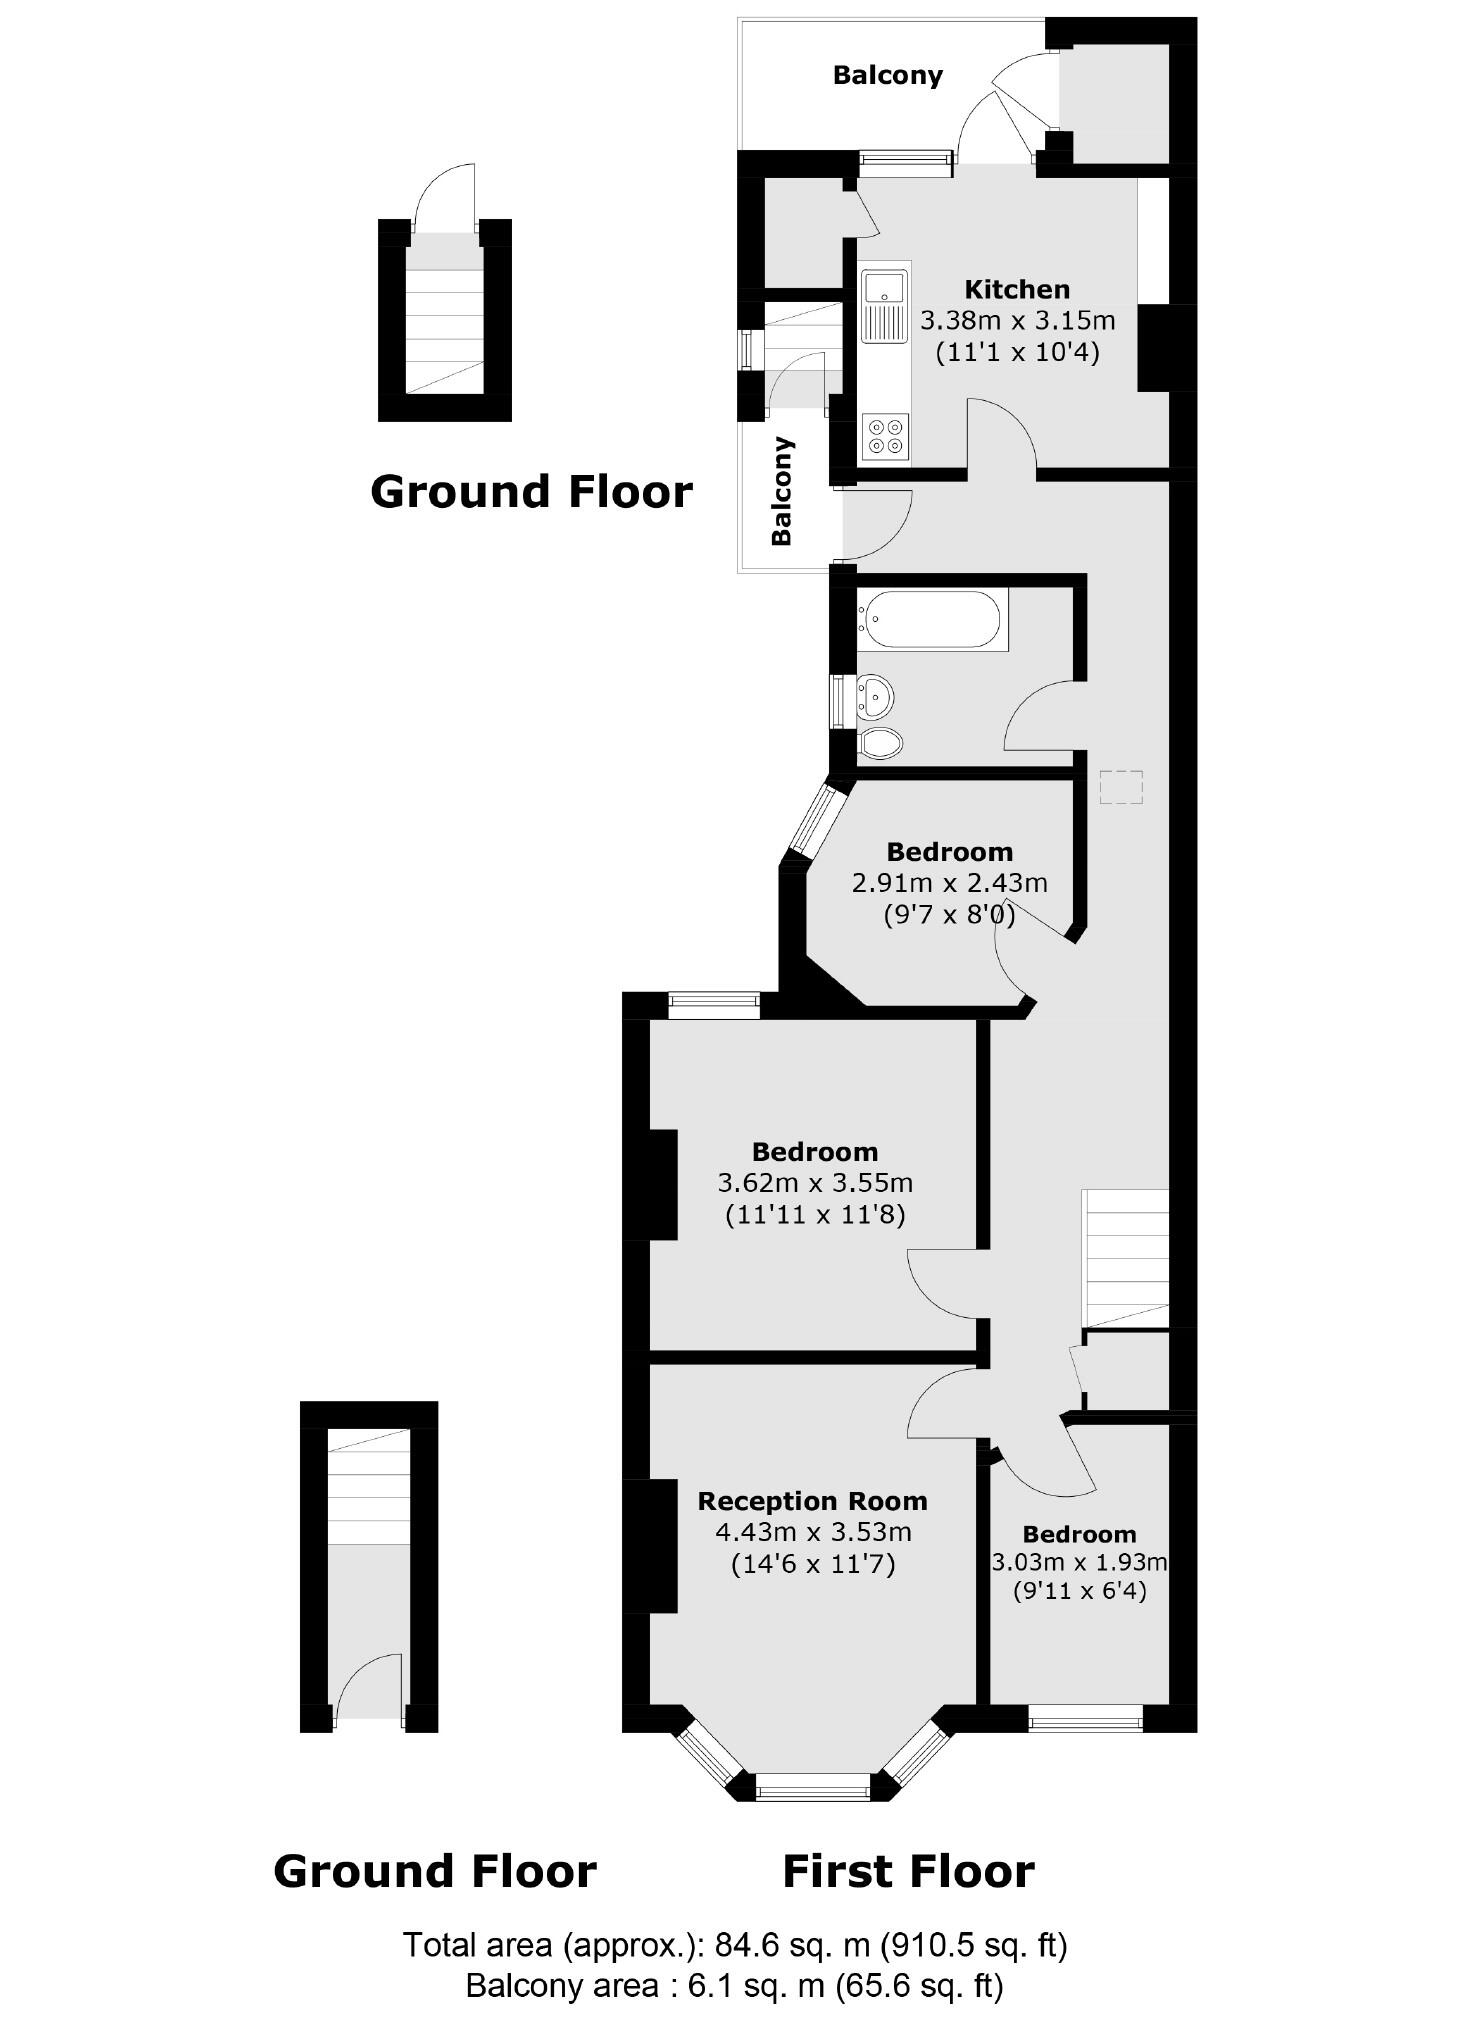 Balcony
Kitchen
3.38m x 3.15m
(11'1 x 10'4)
Ground Floor
Balcony
Bedroom
2.91m x 2.43m
(9'7 x 8'0)
Bedroom
3.62m x 3.55m
(11'11 x 11'8)
Reception Room
4.43m x 3.53m
(14'6 x 11'7)
Bedroom
3.03m x 1.93m
(9'11 x 6'4)
Ground Floor
First Floor
Total area (approx.): 84.6 sq. m (910.5 sq. ft)
Balcony area : 6.1 sq. m (65.6 sq. ft)